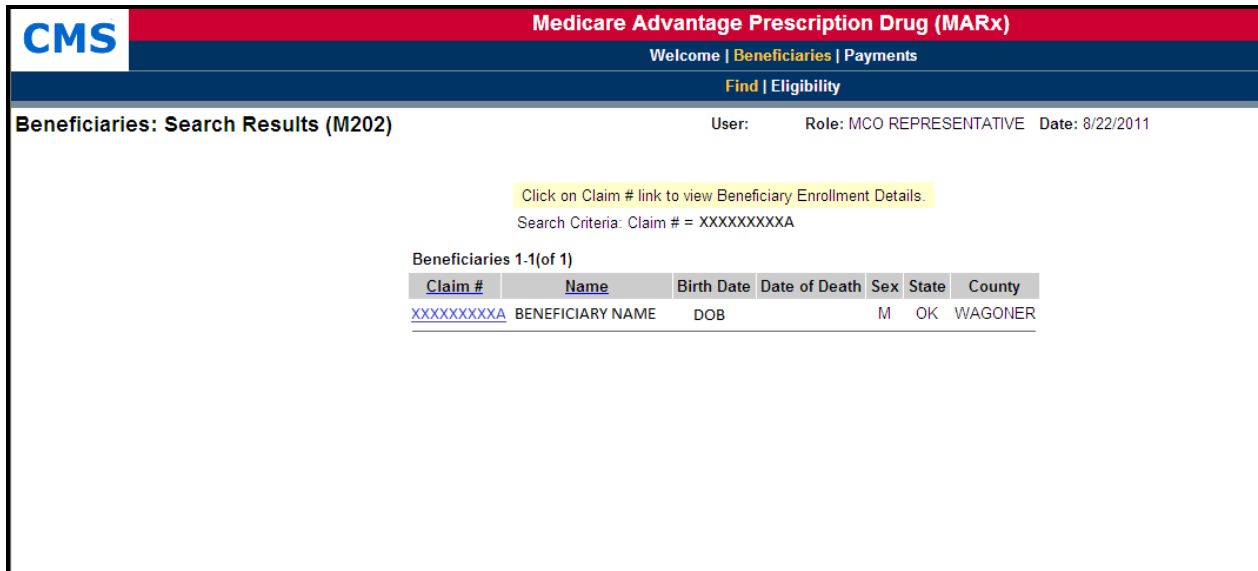 CMS
Medicare Advantage Prescription Drug (MARx)
Welcome | Beneficiaries | Payments
Find | Eligibility
Beneficiaries: Search Results (M202) User: Role: MCO REPRESENTATIVE Date: 8/22/2011
Click on Claim # link to view Beneficiary Enrollment Details.
Search Criteria: Claim # = XXXXXXXXXA
Beneficiaries 1-1(of 1)
Claim # Name Birth Date Date of Death Sex State County
XXXXXXXXXA BENEFICIARY NAME DOB M OK WAGONER